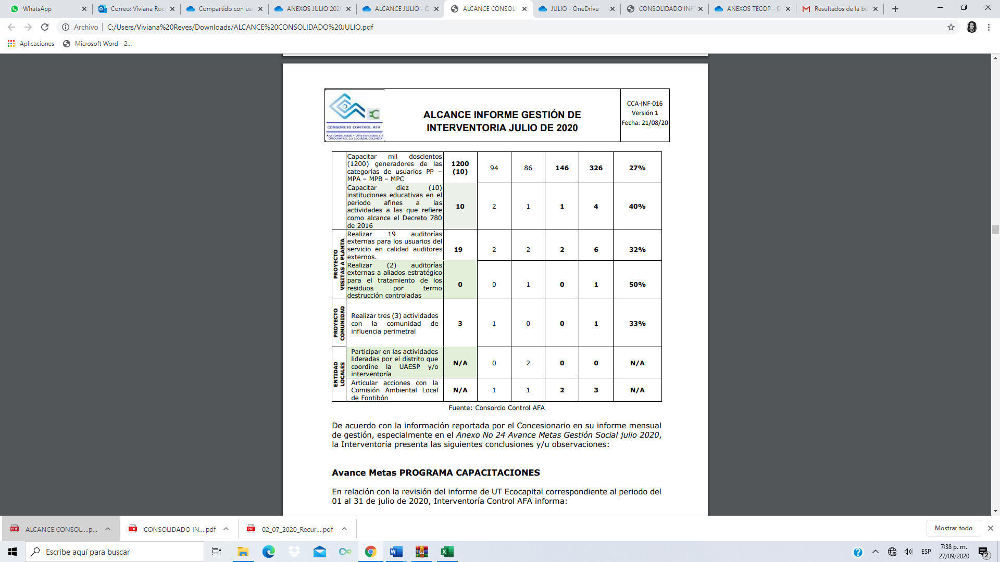 WhatsApp
Correo: Viviana Roc
Compartido con ust
ANEXOS JULIO 202
ALCANCE JULIO - O
ALCANCE CONSOLI
JULIO - OneDrive
CONSOLIDADO INF
ANEXOS TECOP - O
Resultados de la bú
Archivo
C:/Users/Viviana%20Reyes/Downloads/ALCANCE%20CONSOLIDADO%20JULIO.pdf
Aplicaciones
Microsoft Word - 2...
CONSORCIO CONTROL AFA
AFA CONSULTORES Y CONSTRUCTORES S.A
EUROCONTROL S.A SUCURSAL COLOMBIA
ALCANCE INFORME GESTIÓN DE
INTERVENTORIA JULIO DE 2020
CCA-INF-016
Versión 1
Fecha: 21/08/20
Capacitar mil doscientos
(1200) generadores de las
categorías de usuarios PP –
MPA – MPB – MPC
1200
(10)
94
86
146
326
27%
Capacitar diez (10)
instituciones educativas en el
periodo afines a las
actividades a las que refiere
como alcance el Decreto 780
de 2016
10
2
1
1
4
40%
PROYECTO
VISITAS A PLANTA
Realizar 19 auditorías
externas para los usuarios del
servicio en calidad auditores
externos.
19
2
2
2
6
32%
Realizar (2) auditorías
externas a aliados estratégico
para el tratamiento de los
residuos por termo
destrucción controladas
0
0
1
0
1
50%
PROYECTO
COMUNIDAD
Realizar tres (3) actividades
con la comunidad de
influencia perimetral
3
1
0
0
1
33%
ENTIDAD
LOCALES
Participar en las actividades
lideradas por el distrito que
coordine la UAESP y/o
interventoría
N/A
0
2
0
0
N/A
Articular acciones con la
Comisión Ambiental Local
de Fontibón
N/A
1
1
2
3
N/A
Fuente: Consorcio Control AFA
De acuerdo con la información reportada por el Concesionario en su informe mensual
de gestión, especialmente en el Anexo No 24 Avance Metas Gestión Social julio 2020,
la Interventoría presenta las siguientes conclusiones y/u observaciones:
Avance Metas PROGRAMA CAPACITACIONES
En relación con la revisión del informe de UT Ecocapital correspondiente al periodo del
01 al 31 de julio de 2020, Interventoría Control AFA informa:
ALCANCE CONSOL....p...
CONSOLIDADO IN....pdf
02_07_2020_Recur....pdf
Mostrar todo
Escribe aquí para buscar
ESP
7:38 p. m.
27/09/2020
2